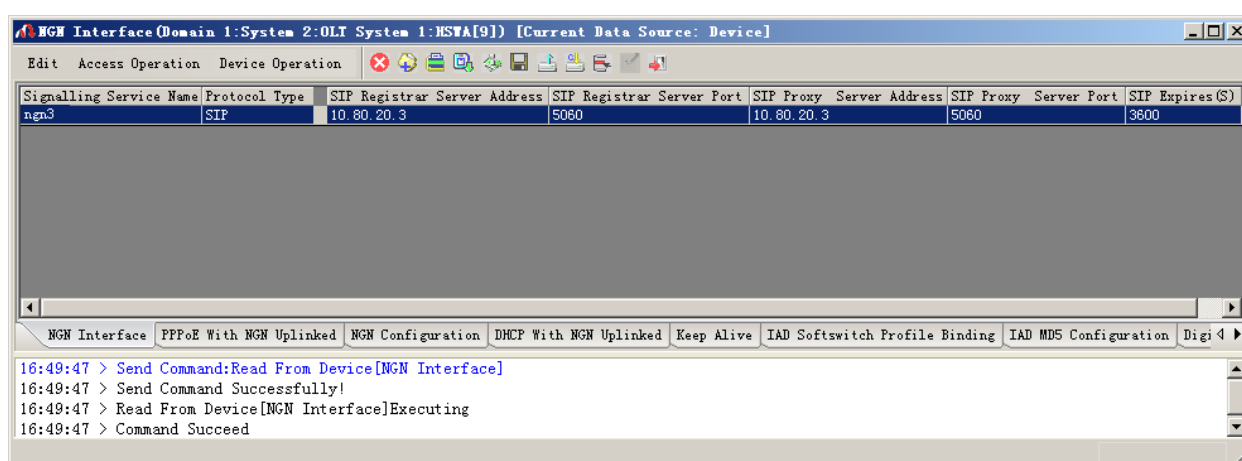 NGN Interface(Domain 1:System 2:OLT System 1:HSWA[9]) [Current Data Source: Device]
Edit Access Operation Device Operation
Signalling Service Name Protocol Type SIP Registrar Server Address SIP Registrar Server Port SIP Proxy Server Address SIP Proxy Server Port SIP Expires(S)
ngn3 SIP 10.80.20.3 5060 10.80.20.3 5060 3600
NGN Interface PPPoE With NGN Uplinked NGN Configuration DHCP With NGN Uplinked Keep Alive IAD Softswitch Profile Binding IAD MD5 Configuration Digi
16:49:47 > Send Command:Read From Device[NGN Interface]
16:49:47 > Send Command Successfully!
16:49:47 > Read From Device[NGN Interface]Executing
16:49:47 > Command Succeed